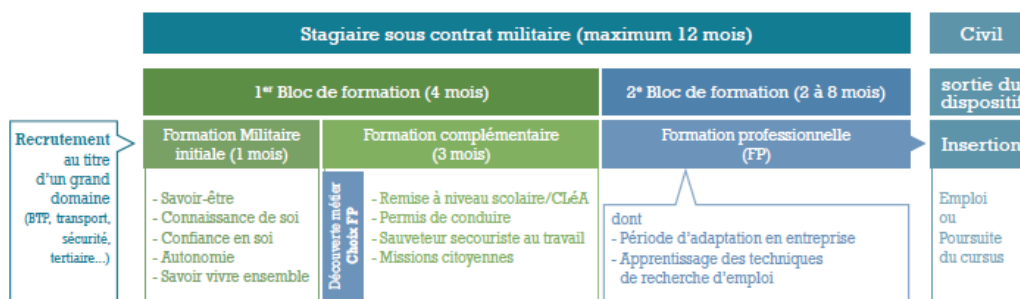 Stagiaire sous contrat militaire (maximum 12 mois)
Civil
1er Bloc de formation (4 mois)
2e Bloc de formation (2 à 8 mois)
sortie du
dispositif
Recrutement
au titre
d'un grand
domaine
(BTP, transport,
sécurité,
tertiaire...)
Formation Militaire
initiale (1 mois)
- Savoir-être
- Connaissance de soi
- Confiance en soi
- Autonomie
- Savoir vivre ensemble
Formation complémentaire
(3 mois)
Découverte métier
Choix FP
- Remise à niveau scolaire/CLéA
- Permis de conduire
- Sauveteur secouriste au travail
- Missions citoyennes
Formation professionnelle
(FP)
dont
- Période d'adaptation en entreprise
- Apprentissage des techniques
de recherche d'emploi
Insertion
Emploi
ou
Poursuite
du cursus